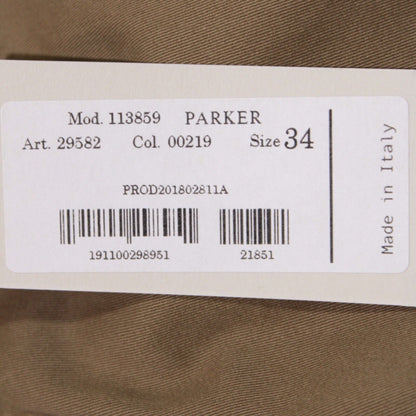 Mod. 113859 PARKER
Art. 29582 Col. 00219 Size 34
PROD201802811A
191100298951 21851
Made in Italy